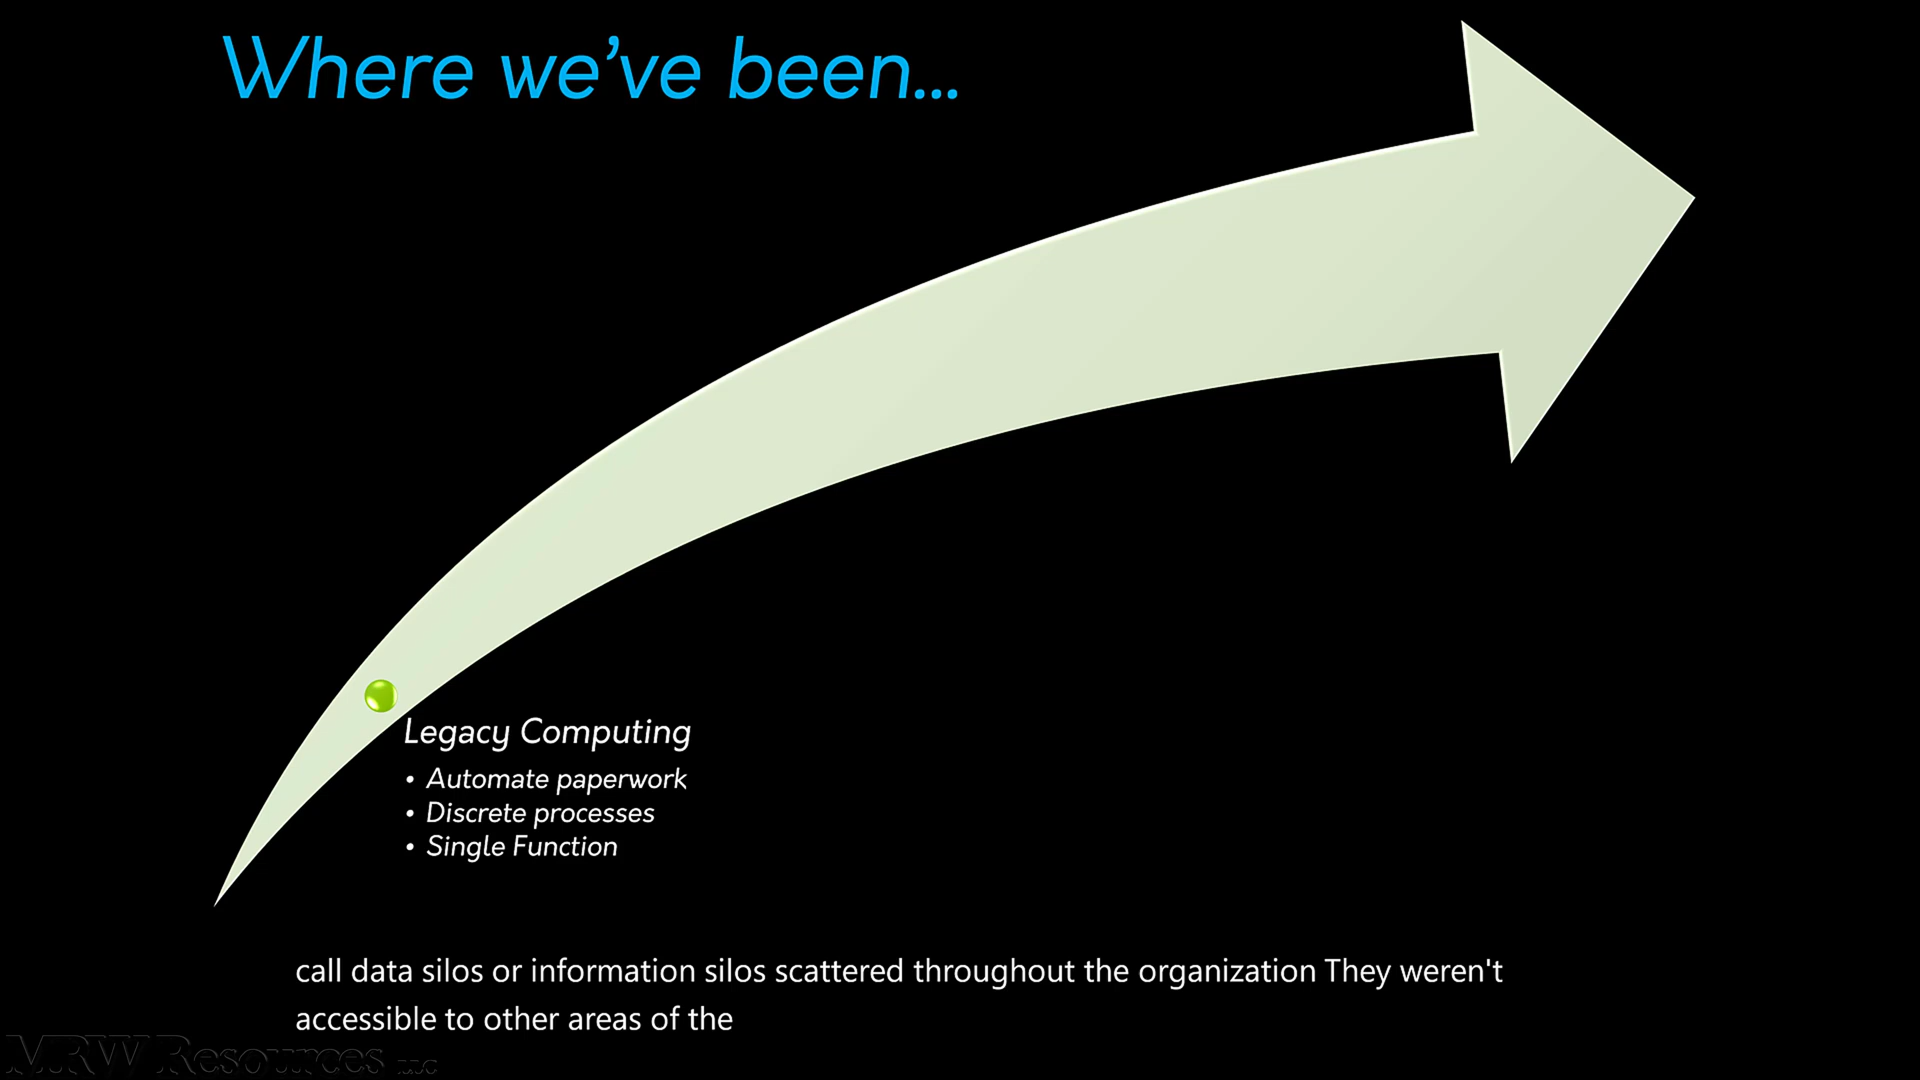 Where we've been...
Legacy Computing
• Automate paperwork
• Discrete processes
• Single Function
call data silos or information silos scattered throughout the organization They weren't
accessible to other areas of the
MRW Resources LLC